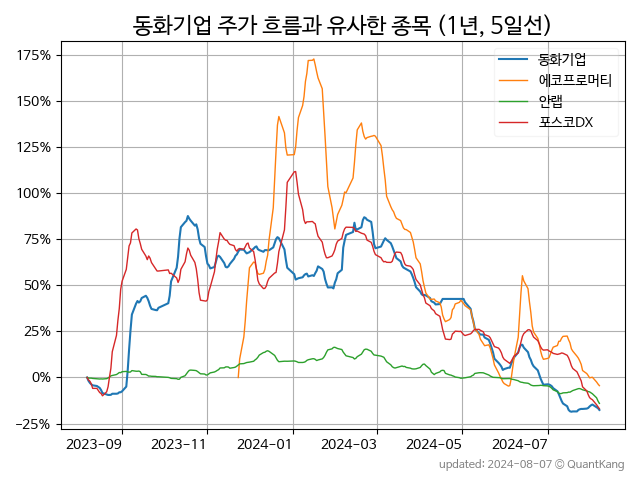 동화기업 주가 흐름과 유사한 종목 (1년, 5일선)
동화기업
에코프로머티
안랩
포스코DX
175%
150%
125%
100%
75%
50%
25%
0%
−25%
2023-09 2023-11 2024-01 2024-03 2024-05 2024-07
updated: 2024-08-07 © QuantKang